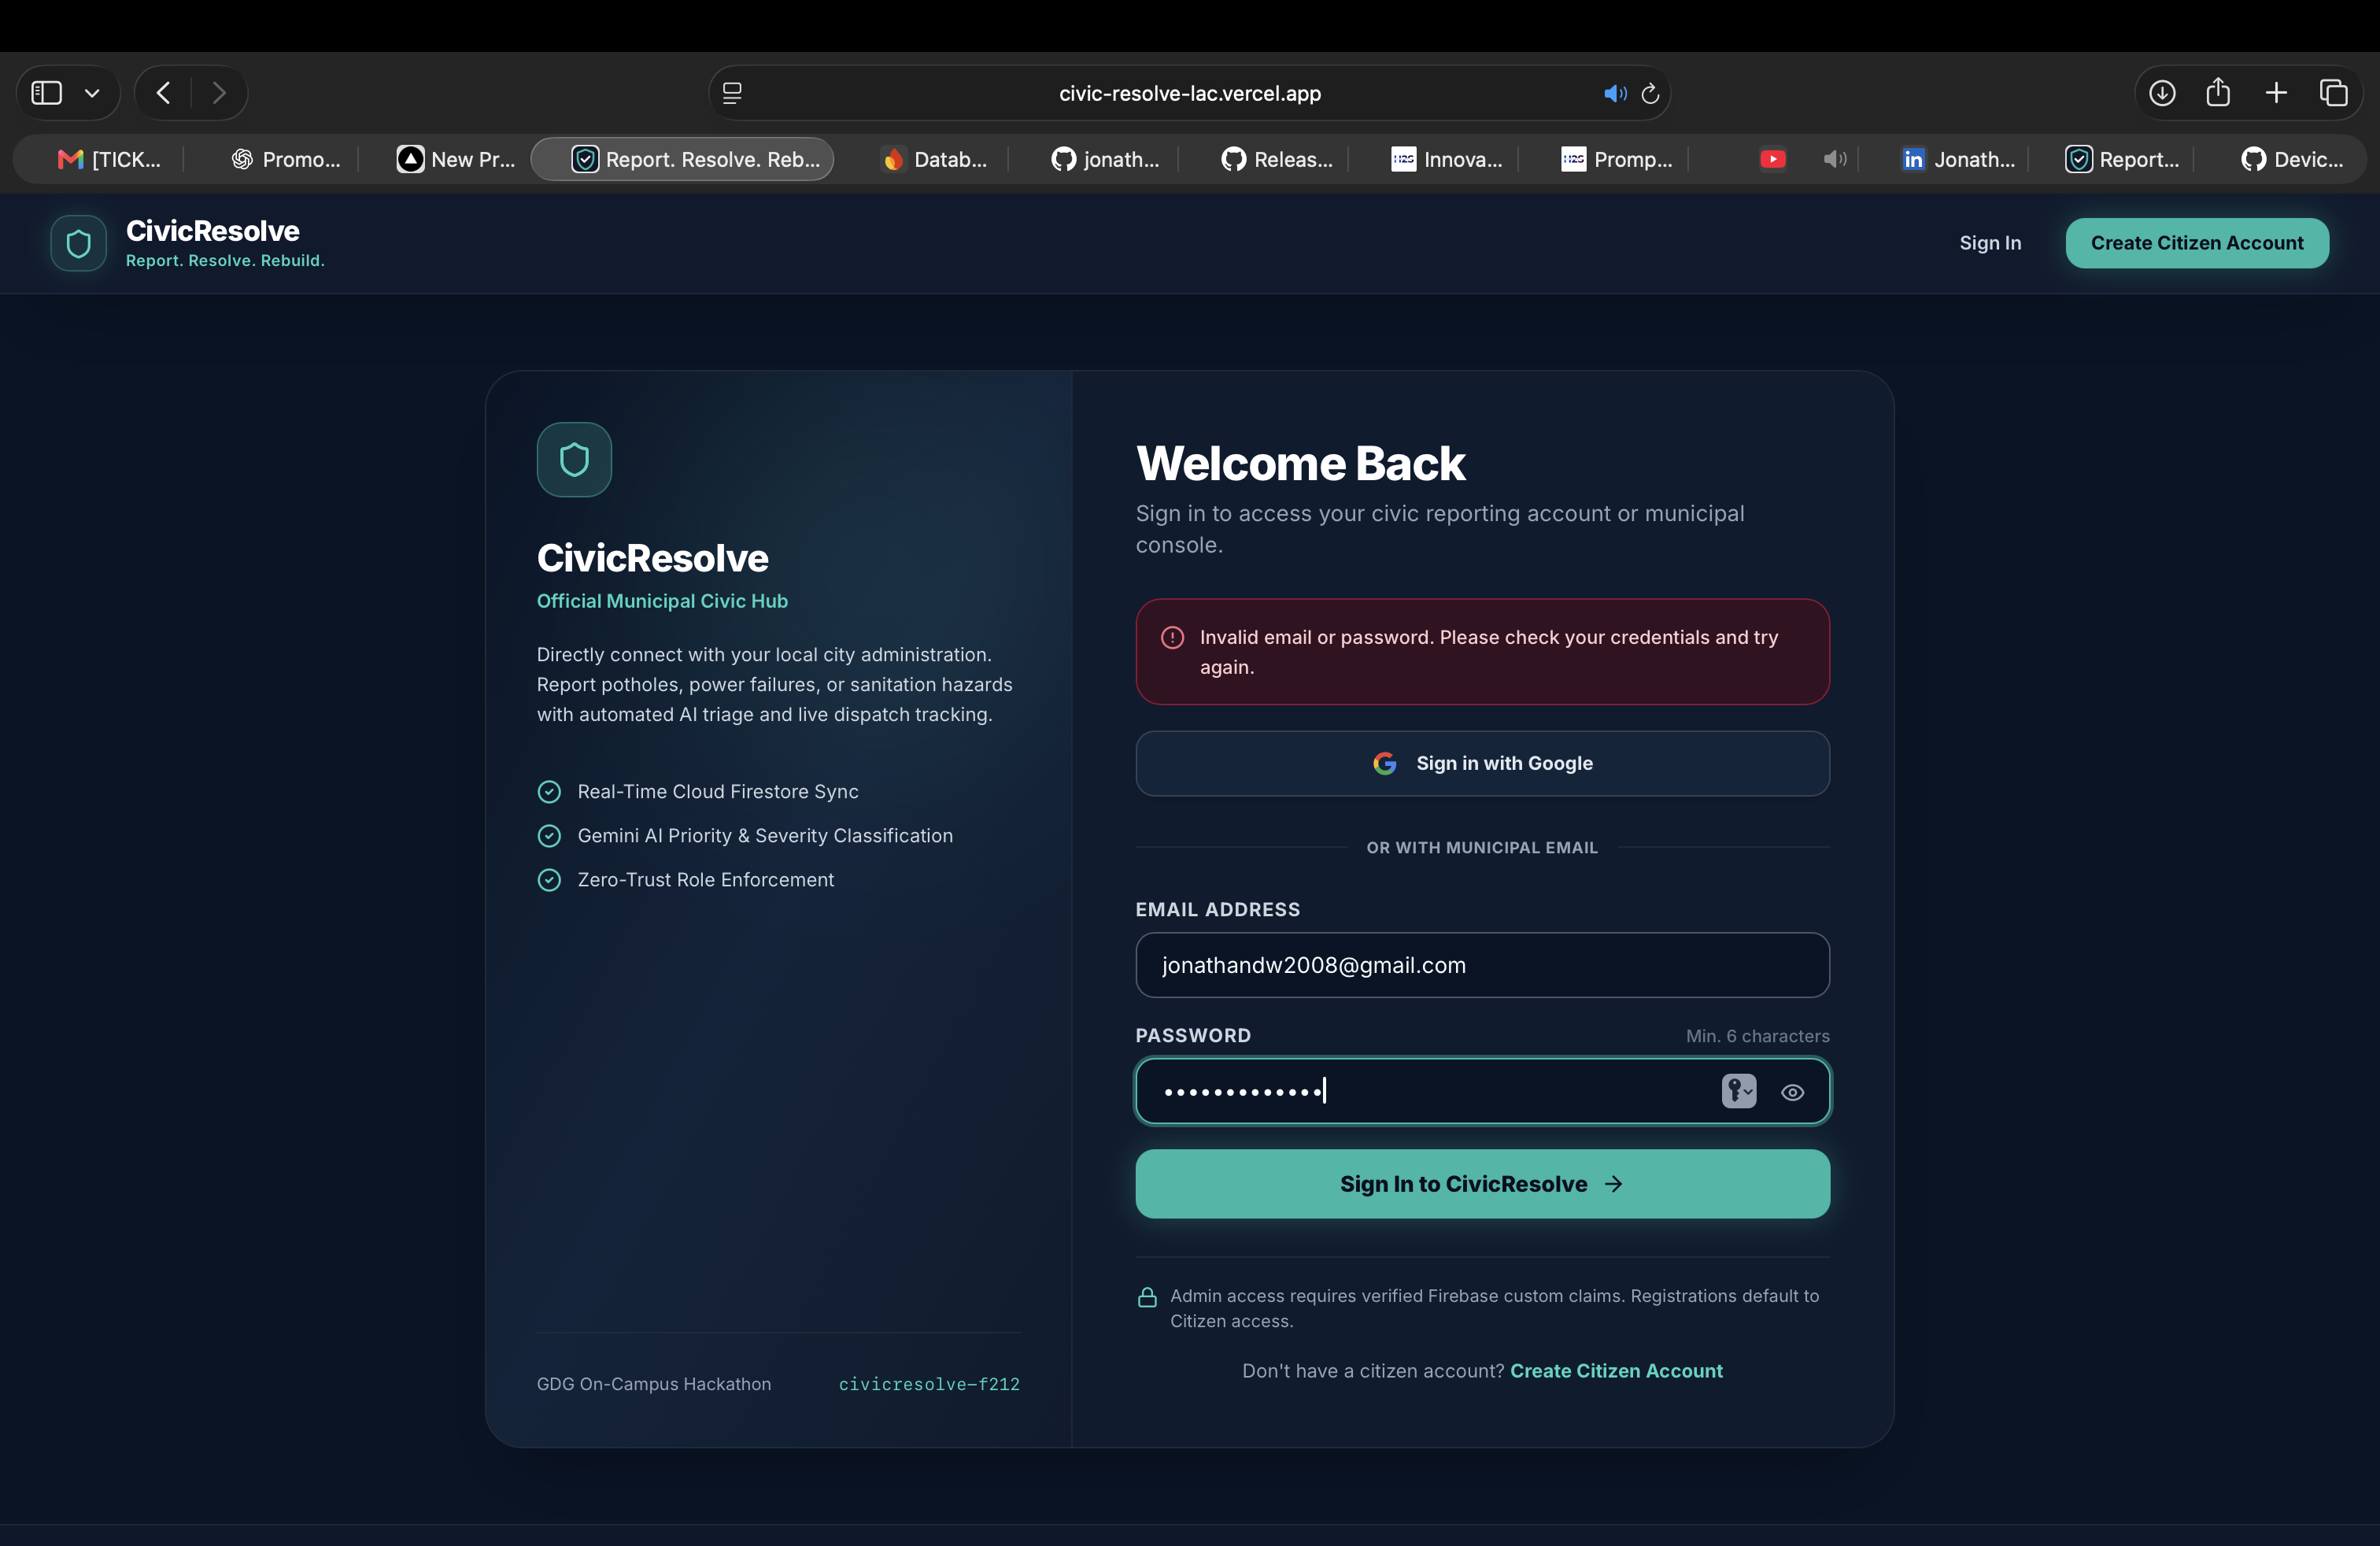 civic-resolve-lac.vercel.app
[TICK...
Promo...
New Pr...
Report. Resolve. Reb...
Datab...
jonath...
Releas...
H2S
Innova...
H2S
Promp...
in
Jonath...
Report...
Devic...
CivicResolve
Report. Resolve. Rebuild.
Sign In
Create Citizen Account
CivicResolve
Official Municipal Civic Hub
Directly connect with your local city administration.
Report potholes, power failures, or sanitation hazards
with automated AI triage and live dispatch tracking.
Real-Time Cloud Firestore Sync
Gemini AI Priority & Severity Classification
Zero-Trust Role Enforcement
GDG On-Campus Hackathon
civicresolve-f212
Welcome Back
Sign in to access your civic reporting account or municipal
console.
Invalid email or password. Please check your credentials and try
again.
Sign in with Google
OR WITH MUNICIPAL EMAIL
EMAIL ADDRESS
jonathandw2008@gmail.com
PASSWORD
Min. 6 characters
•••••••••••••
Sign In to CivicResolve →
Admin access requires verified Firebase custom claims. Registrations default to
Citizen access.
Don't have a citizen account? Create Citizen Account